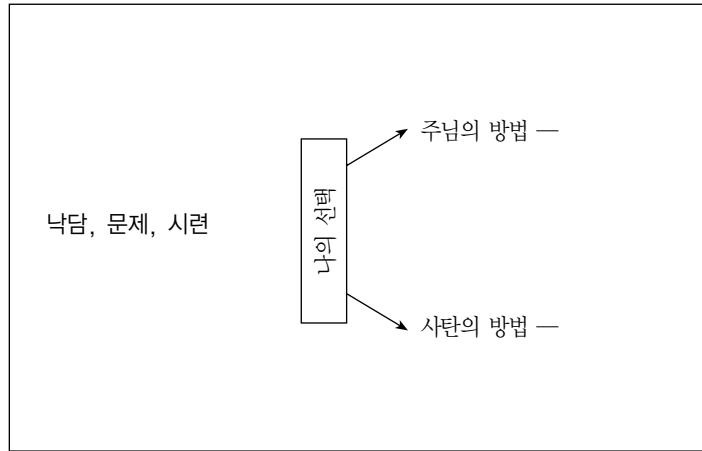 주님의 방법 —
낙담, 문제, 시련
나의 선택
사탄의 방법 —